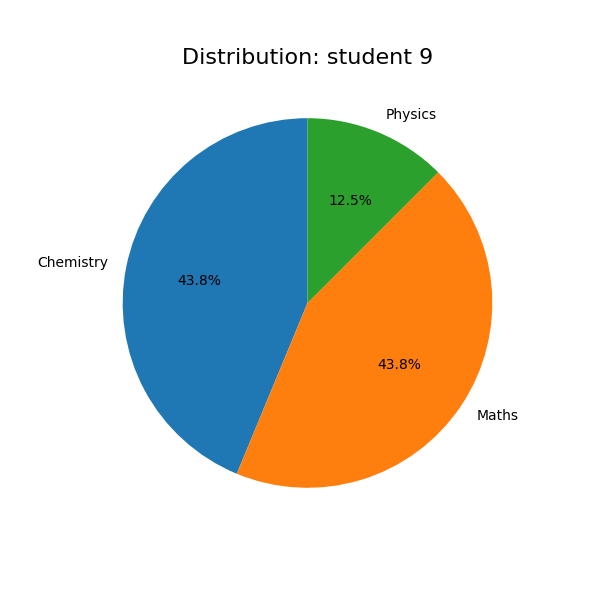 Distribution: student 9
Physics
12.5%
Chemistry
43.8%
43.8%
Maths